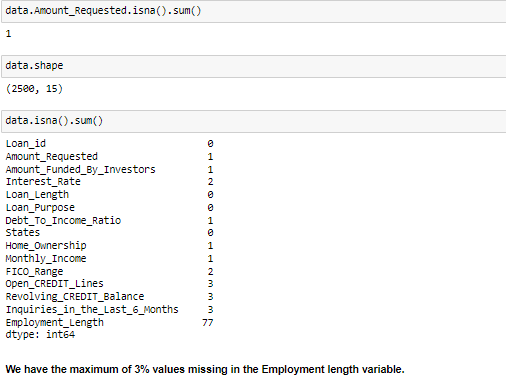 data.Amount_Requested.isna().sum()
1
data.shape
(2500, 15)
data.isna().sum()
Loan_id 0
Amount_Requested 1
Amount_Funded_By_Investors 1
Interest_Rate 2
Loan_Length 0
Loan_Purpose 0
Debt_To_Income_Ratio 1
States 0
Home_Ownership 1
Monthly_Income 1
FICO_Range 2
Open_CREDIT_Lines 3
Revolving_CREDIT_Balance 3
Inquiries_in_the_Last_6_Months 3
Employment_Length 77
dtype: int64
We have the maximum of 3% values missing in the Employment length variable.